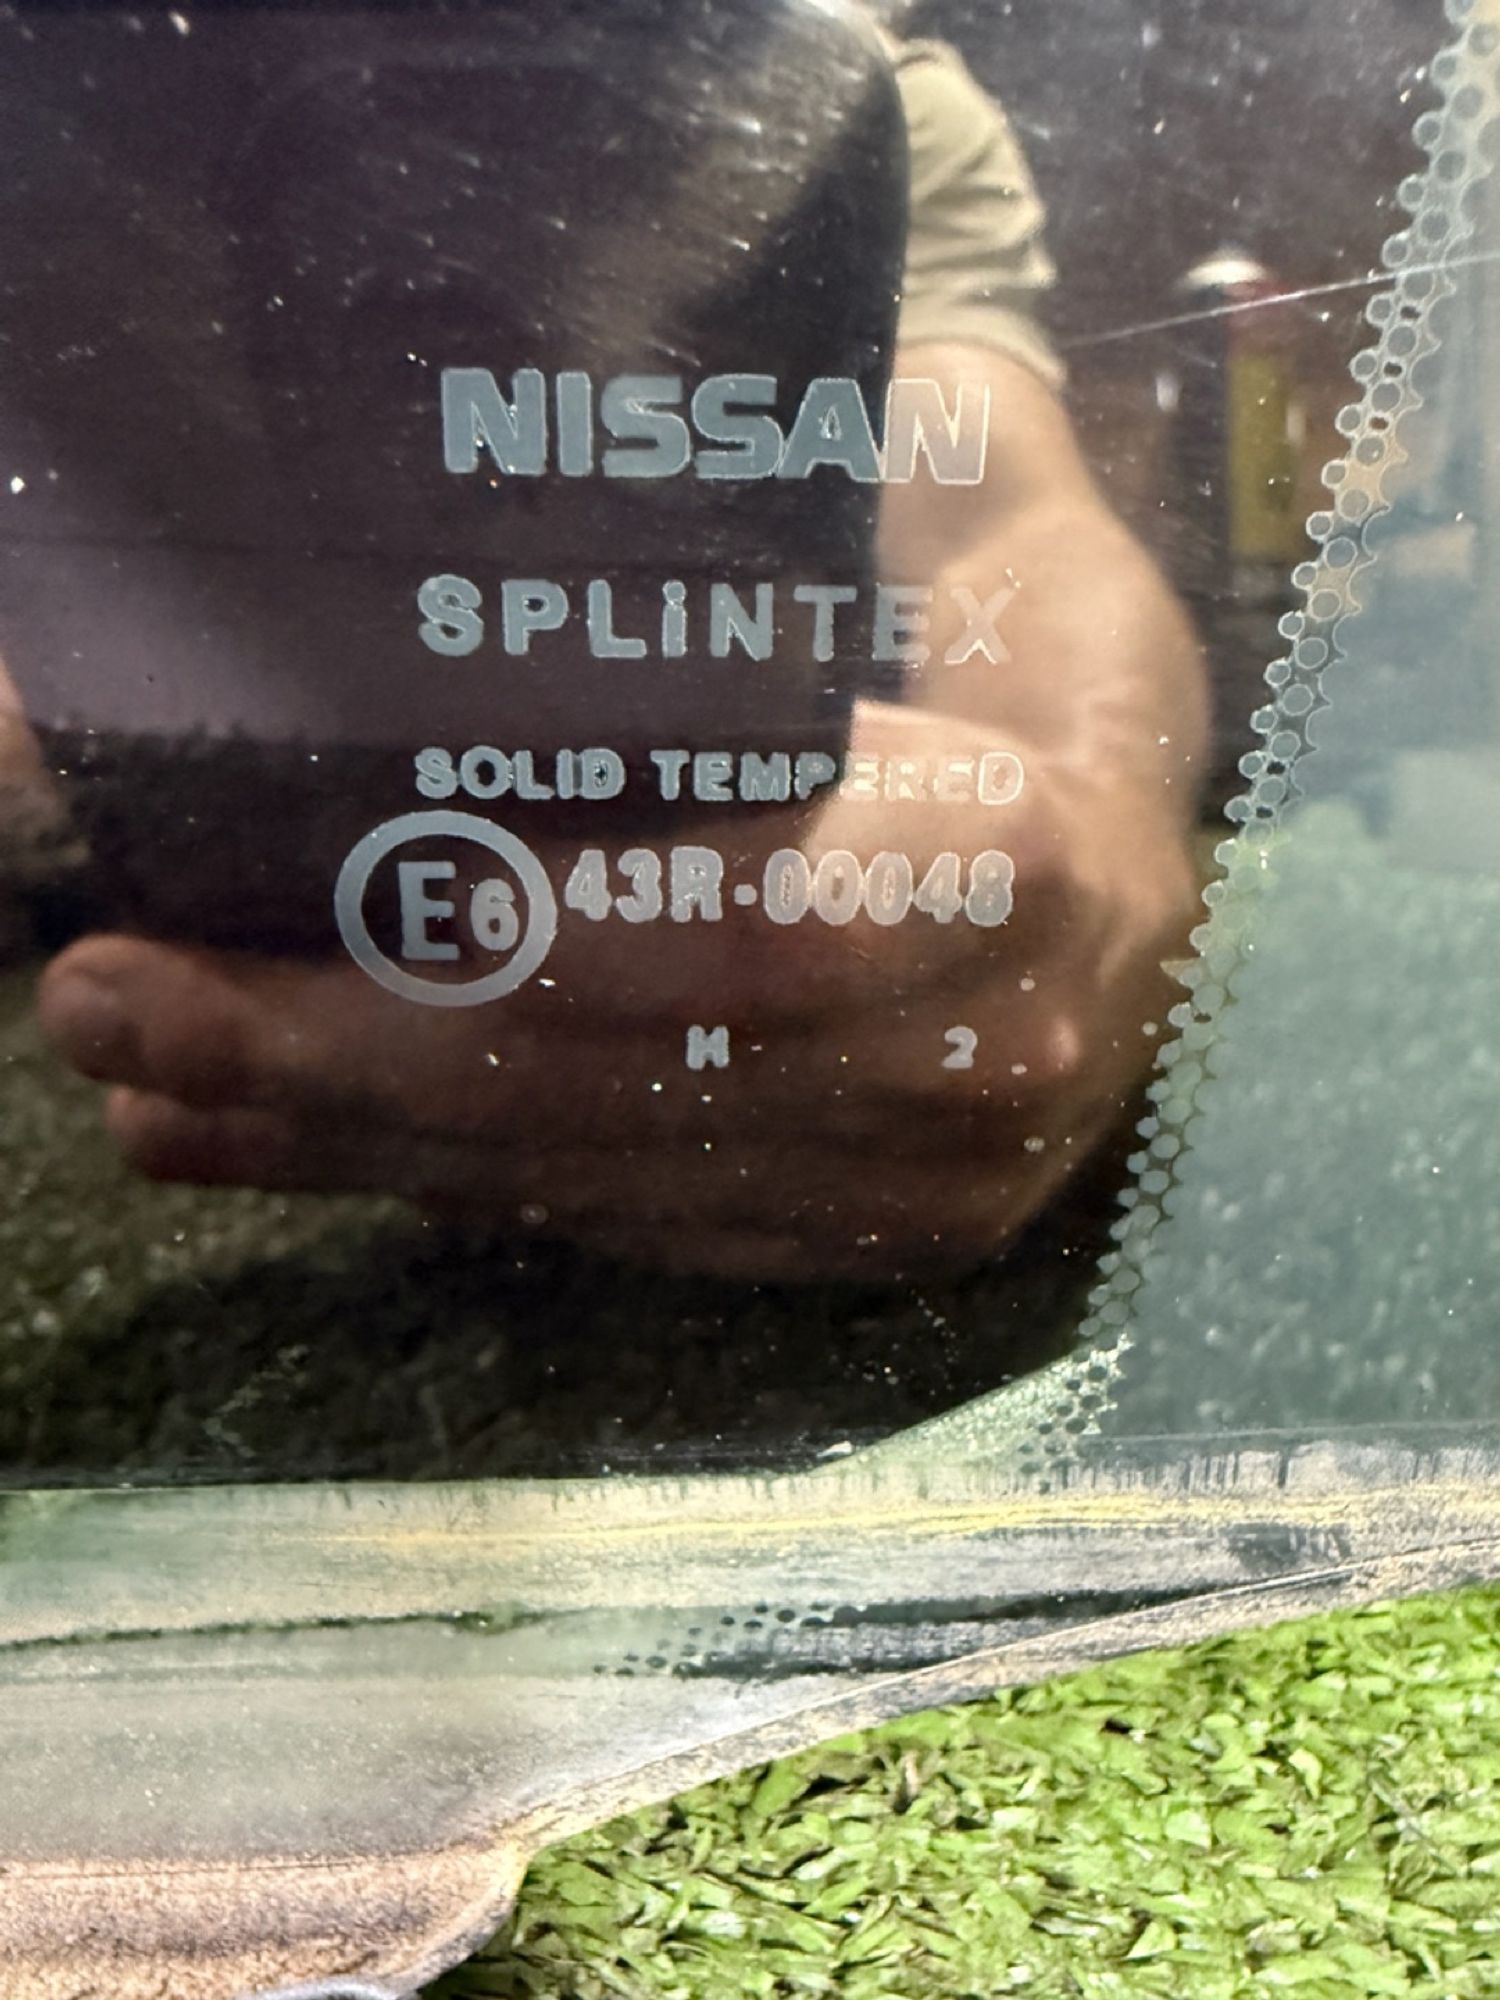 NISSAN
SPLiNTEX
SOLID TEMPERED
E6 43R-00048
H 2